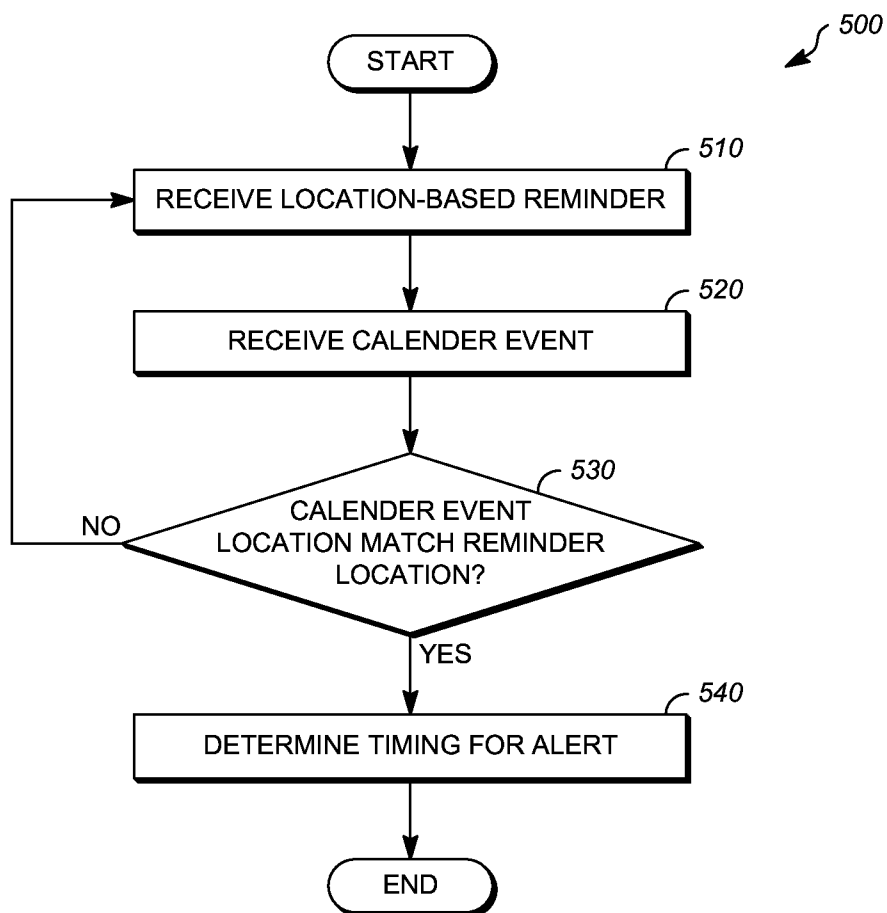 500
START
510
RECEIVE LOCATION-BASED REMINDER
520
RECEIVE CALENDER EVENT
530
CALENDER EVENT
LOCATION MATCH REMINDER
LOCATION?
NO
YES
540
DETERMINE TIMING FOR ALERT
END